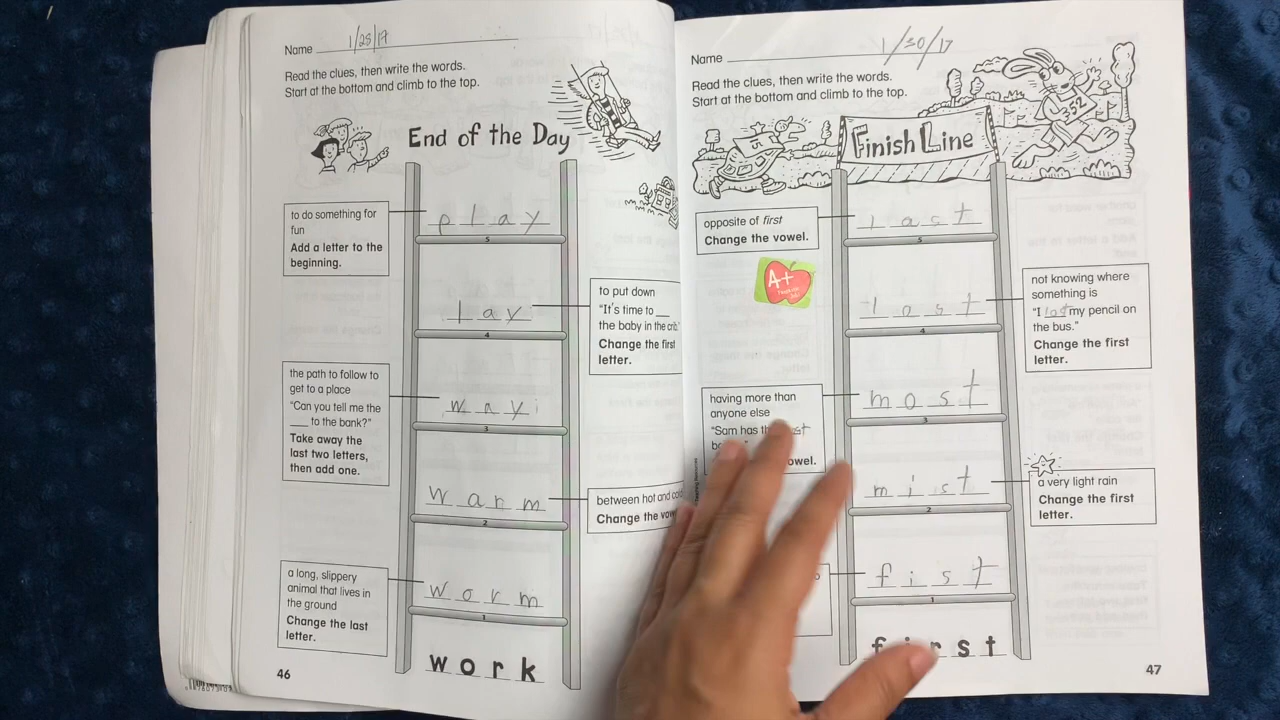 Name 1/28/17
Read the clues, then write the words.
Start at the bottom and climb to the top.
End of the Day
to do something for
fun
Add a letter to the
beginning.
play
5
to put down
"It's time to __
the baby in the crib."
Change the first
letter.
lay
4
the path to follow to
get to a place
"Can you tell me the
__ to the bank?"
Take away the
last two letters,
then add one.
way
3
between hot and cold
Change the vow
warm
2
a long, slippery
animal that lives in
the ground
Change the last
letter.
worm
1
work
46
Name 1/30/17
Read the clues, then write the words.
Start at the bottom and climb to the top.
52
5
Finish Line
opposite of first
Change the vowel.
last
5
A+
not knowing where
something is
"I lost my pencil on
the bus."
Change the first
letter.
lost
4
having more than
anyone else
"Sam has th
owel.
most
3
a very light rain
Change the first
letter.
mist
2
fist
1
first
47